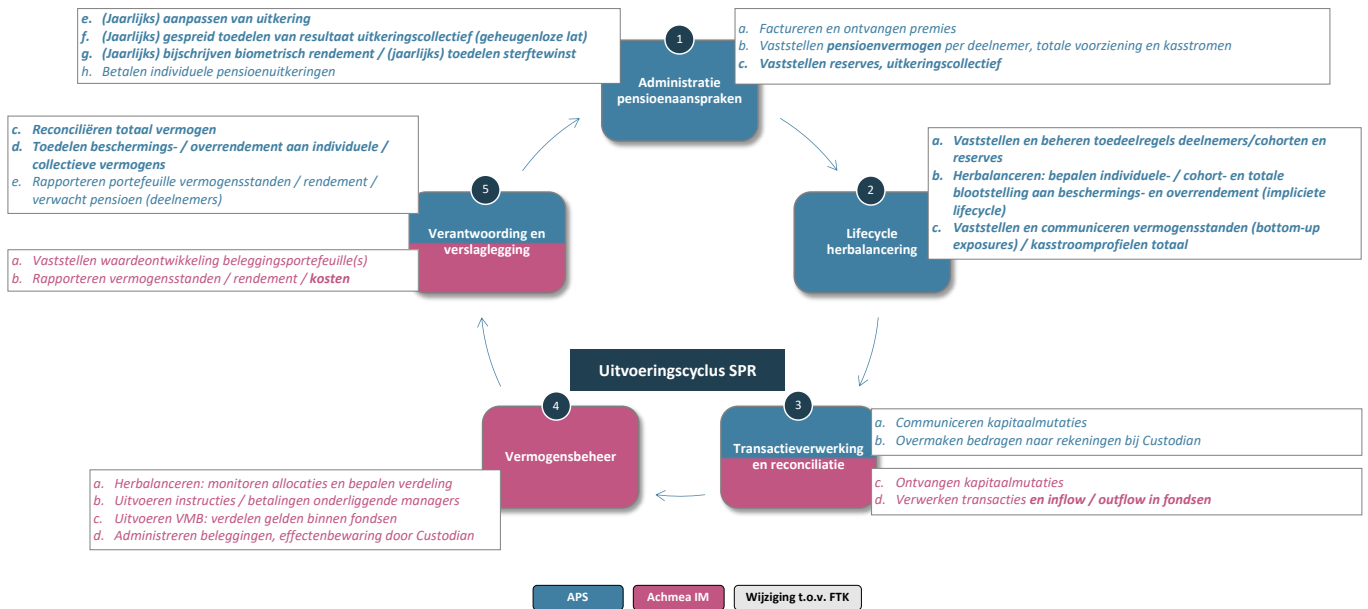 e. (Jaarlijks) aanpassen van uitkering
f. (Jaarlijks) gespreid toedelen van resultaat uitkeringscollectief (geheugenloze lat)
g. (Jaarlijks) bijschrijven biometrisch rendement / (jaarlijks) toedelen sterftewinst
h. Betalen individuele pensioenuitkeringen
1
Administratie
pensioenaanspraken
a. Factureren en ontvangen premies
b. Vaststellen pensioenvermogen per deelnemer, totale voorziening en kasstromen
c. Vaststellen reserves, uitkeringscollectief
c. Reconciliëren totaal vermogen
d. Toedelen beschermings- / overrendement aan individuele /
collectieve vermogens
e. Rapporteren portefeuille vermogensstanden / rendement /
verwacht pensioen (deelnemers)
5
Verantwoording en
verslaglegging
a. Vaststellen waardeontwikkeling beleggingsportefeuille(s)
b. Rapporteren vermogensstanden / rendement / kosten
2
Lifecycle
herbalancering
a. Vaststellen en beheren toedeelregels deelnemers/cohorten en
reserves
b. Herbalanceren: bepalen individuele- / cohort- en totale
blootstelling aan beschermings- en overrendement (impliciete
lifecycle)
c. Vaststellen en communiceren vermogensstanden (bottom-up
exposures) / kasstroomprofielen totaal
Uitvoeringscyclus SPR
4
Vermogensbeheer
a. Herbalanceren: monitoren allocaties en bepalen verdeling
b. Uitvoeren instructies / betalingen onderliggende managers
c. Uitvoeren VMB: verdelen gelden binnen fondsen
d. Administreren beleggingen, effectenbewaring door Custodian
3
Transactieverwerking
en reconciliatie
a. Communiceren kapitaalmutaties
b. Overmaken bedragen naar rekeningen bij Custodian
c. Ontvangen kapitaalmutaties
d. Verwerken transacties en inflow / outflow in fondsen
APS
Achmea IM
Wijziging t.o.v. FTK